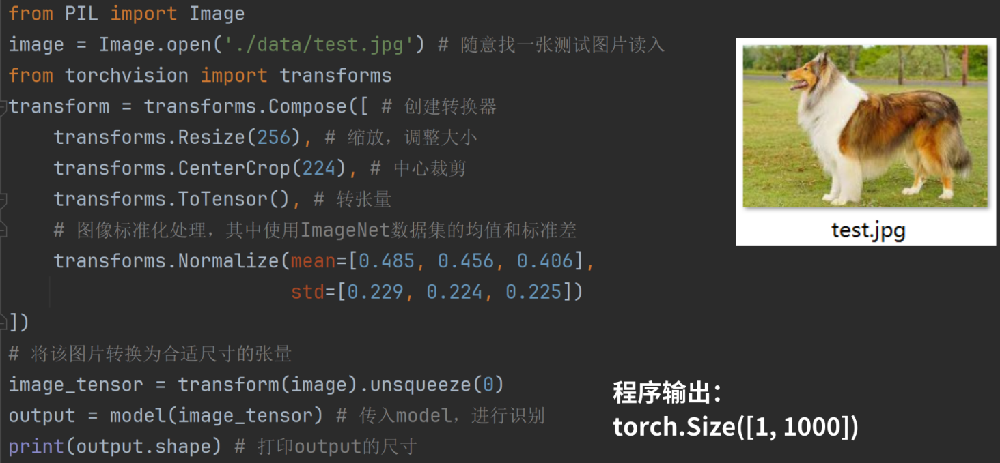 from PIL import Image
image = Image.open('./data/test.jpg') # 随意找一张测试图片读入
from torchvision import transforms
transform = transforms.Compose([ # 创建转换器
    transforms.Resize(256), # 缩放，调整大小
    transforms.CenterCrop(224), # 中心裁剪
    transforms.ToTensor(), # 转张量
    # 图像标准化处理，其中使用ImageNet数据集的均值和标准差
    transforms.Normalize(mean=[0.485, 0.456, 0.406],
                         std=[0.229, 0.224, 0.225])
])
# 将该图片转换为合适尺寸的张量
image_tensor = transform(image).unsqueeze(0)
output = model(image_tensor) # 传入model，进行识别
print(output.shape) # 打印output的尺寸
test.jpg
程序输出：
torch.Size([1, 1000])